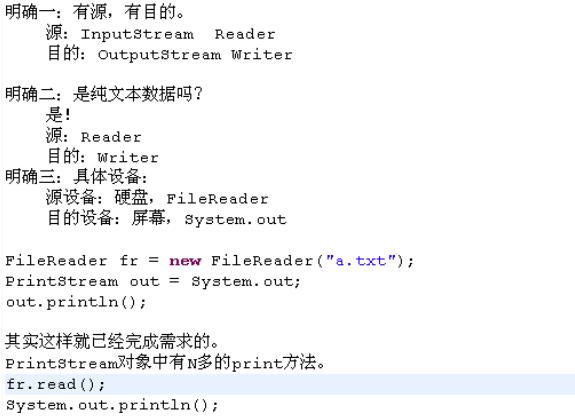 明确一：有源，有目的。
源：InputStream  Reader
目的：OutputStream Writer
明确二：是纯文本数据吗？
是！
源：Reader
目的：Writer
明确三：具体设备：
源设备：硬盘，FileReader
目的设备：屏幕，System.out
FileReader fr = new FileReader("a.txt");
PrintStream out = System.out;
out.println();
其实这样就已经完成需求的。
PrintStream对象中有N多的print方法。
fr.read();
System.out.println();